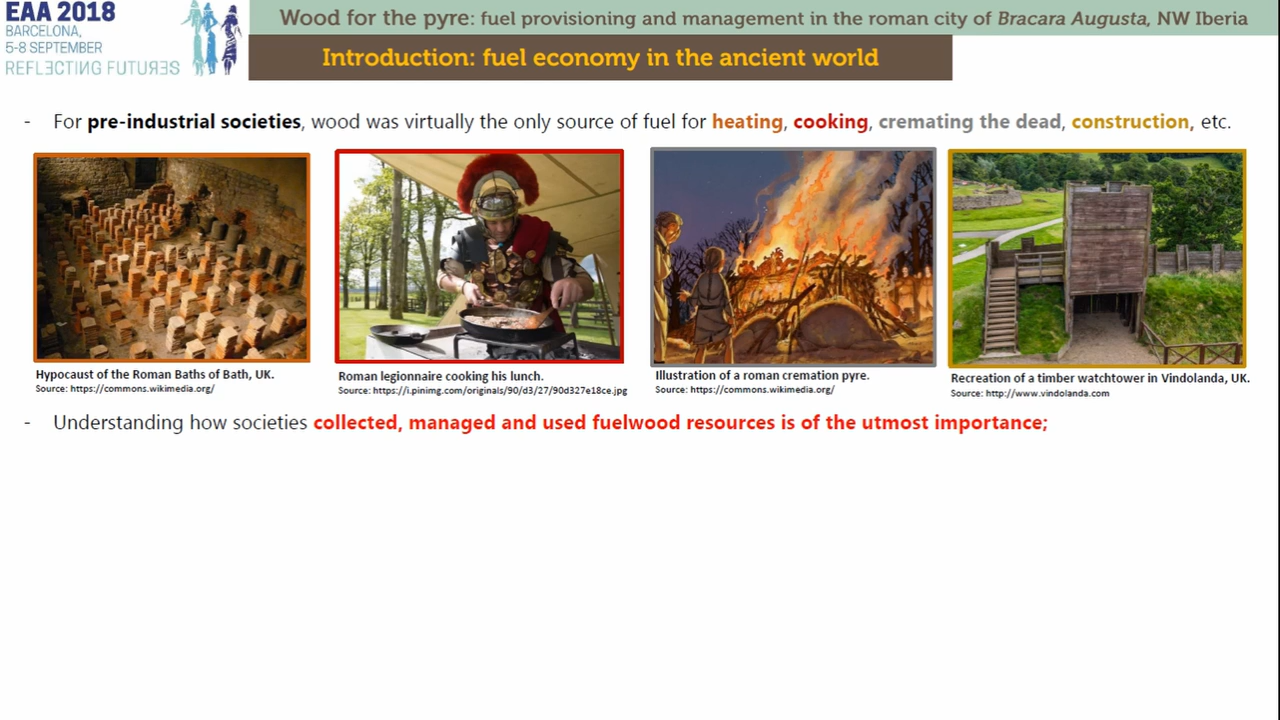 EAA 2018
BARCELONA,
5-8 SEPTEMBER
REFLECTING FUTURES
Wood for the pyre: fuel provisioning and management in the roman city of Bracara Augusta, NW Iberia
Introduction: fuel economy in the ancient world
- For pre-industrial societies, wood was virtually the only source of fuel for heating, cooking, cremating the dead, construction, etc.
Hypocaust of the Roman Baths of Bath, UK.
Source: https://commons.wikimedia.org/
Roman legionnaire cooking his lunch.
Source: https://i.pinimg.com/originals/90/d3/27/90d327e18ce.jpg
Illustration of a roman cremation pyre.
Source: https://commons.wikimedia.org/
Recreation of a timber watchtower in Vindolanda, UK.
Source: http://www.vindolanda.com
- Understanding how societies collected, managed and used fuelwood resources is of the utmost importance;